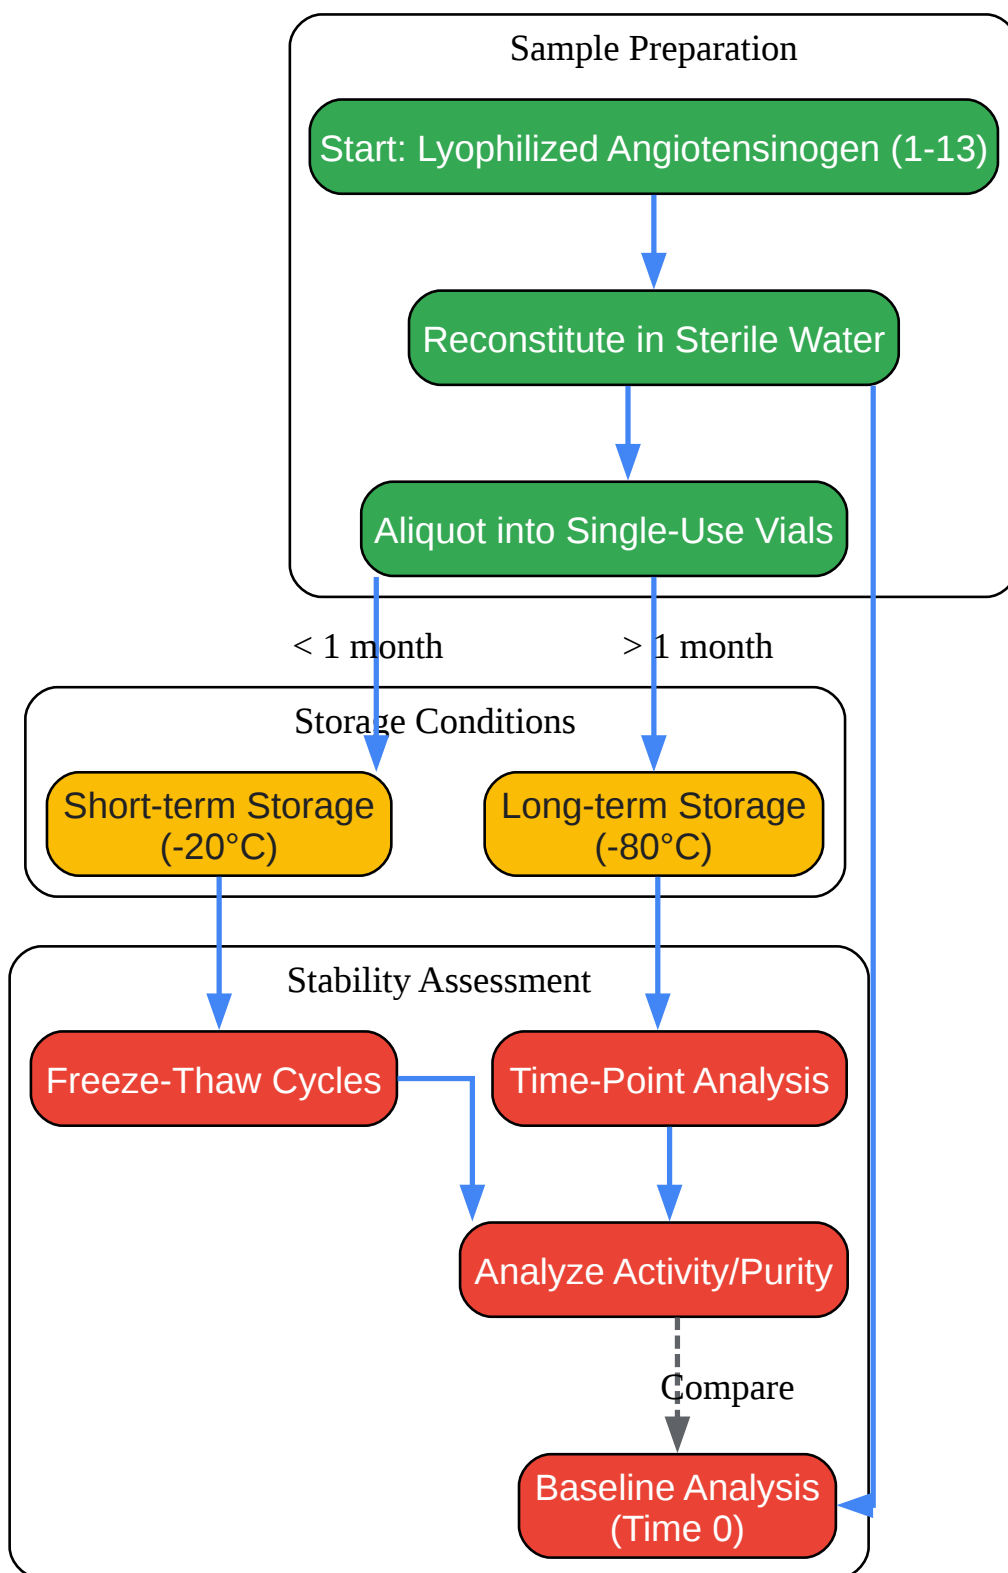 Sample Preparation
Start: Lyophilized Angiotensinogen (1-13)
Reconstitute in Sterile Water
Aliquot into Single-Use Vials
< 1 month
> 1 month
Storage Conditions
Short-term Storage
(-20°C)
Long-term Storage
(-80°C)
Stability Assessment
Freeze-Thaw Cycles
Time-Point Analysis
Analyze Activity/Purity
Compare
Baseline Analysis
(Time 0)